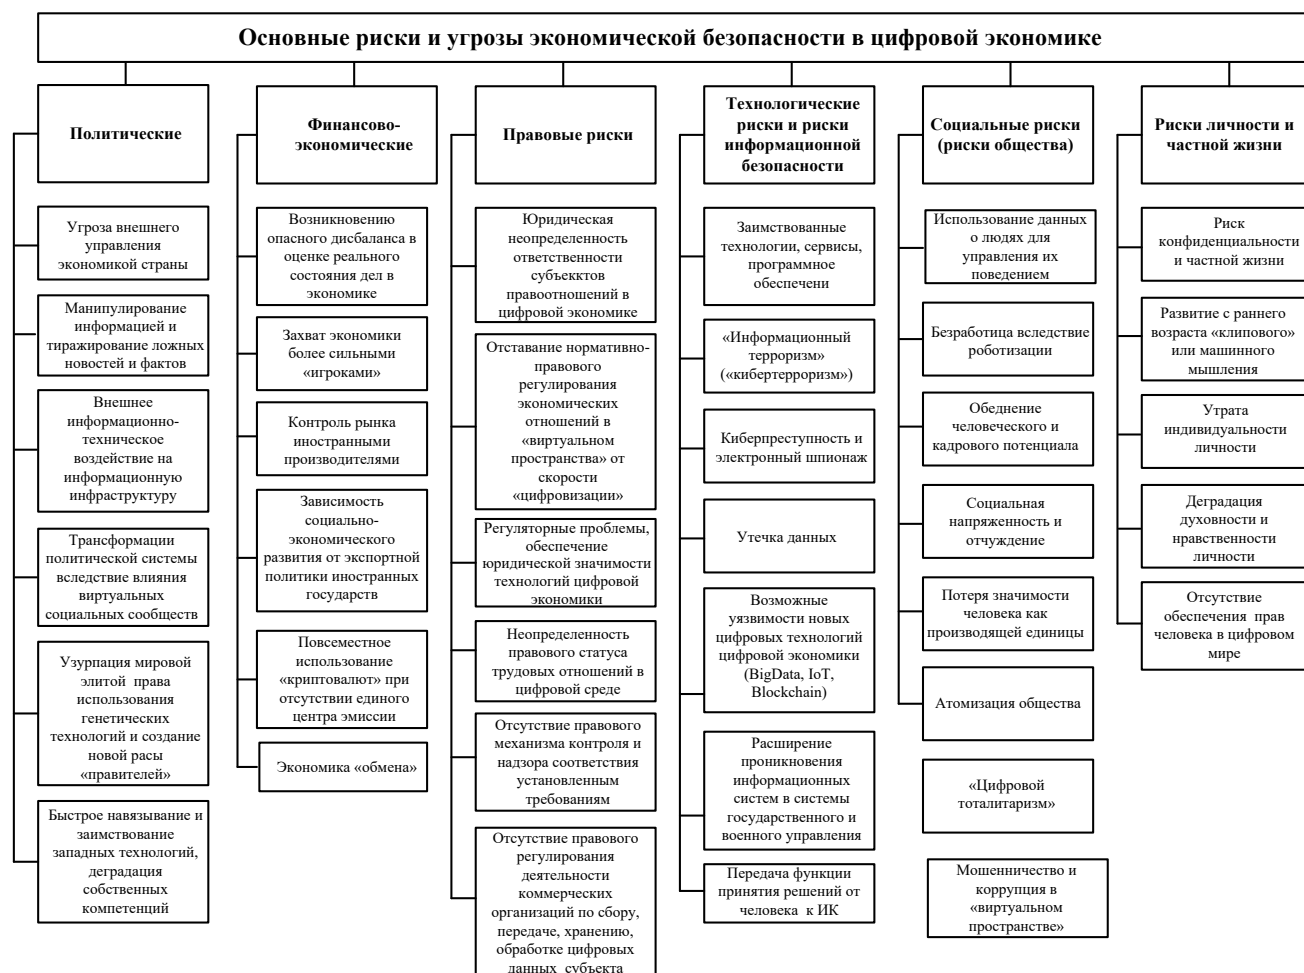 Основные риски и угрозы экономической безопасности в цифровой экономике
Политические
Угроза внешнего
управления
экономикой страны
Манипулирование
информацией и
тиражирование ложных
новостей и фактов
Внешнее
информационно-
техническое
воздействие на
информационную
инфраструктуру
Трансформации
политической системы
вследствие влияния
виртуальных
социальных сообществ
Узурпация мировой
элитой права
использования
генетических
технологий и создание
новой расы
«правителей»
Быстрое навязывание и
заимствование
западных технологий,
деградация
собственных
компетенций
Финансово-
экономические
Возникновению
опасного дисбаланса в
оценке реального
состояния дел в
экономике
Захват экономики
более сильными
«игроками»
Контроль рынка
иностранными
производителями
Зависимость
социально-
экономического
развития от экспортной
политики иностранных
государств
Повсеместное
использование
«криптовалют» при
отсутствии единого
центра эмиссии
Экономика «обмена»
Правовые риски
Юридическая
неопределенность
ответственности
субъекктов
правоотношений в
цифровой экономике
Отставание нормативно-
правового
регулирования
экономических
отношений в
«виртуальном
пространства» от
скорости
«цифровизации»
Регуляторные проблемы,
обеспечение
юридической значимости
технологий цифровой
экономики
Неопределенность
правового статуса
трудовых отношений в
цифровой среде
Отсутствие правового
механизма контроля и
надзора соответствия
установленным
требованиям
Отсутствие правового
регулирования
деятельности
коммерческих
организаций по сбору,
передаче, хранению,
обработке цифровых
данных субъекта
Технологические
риски и риски
информационной
безопасности
Заимствованные
технологии, сервисы,
программное
обеспечени
«Информационный
терроризм»
(«кибертерроризм»)
Киберпреступность и
электронный шпионаж
Утечка данных
Возможные
уязвимости новых
цифровых технологий
цифровой экономики
(BigData, IoT,
Blockchain)
Расширение
проникновения
информационных
систем в системы
государственного и
военного управления
Передача функции
принятия решений от
человека к ИК
Социальные риски
(риски общества)
Использование данных
о людях для
управления их
поведением
Безработица вследствие
роботизации
Обеднение
человеческого и
кадрового потенциала
Социальная
напряженность и
отчуждение
Потеря значимости
человека как
производящей единицы
Атомизация общества
«Цифровой
тоталитаризм»
Мошенничество и
коррупция в
«виртуальном
пространстве»
Риски личности и
частной жизни
Риск
конфиденциальности
и частной жизни
Развитие с раннего
возраста «клипового»
или машинного
мышления
Утрата
индивидуальности
личности
Деградация
духовности и
нравственности
личности
Отсутствие
обеспечения прав
человека в цифровом
мире